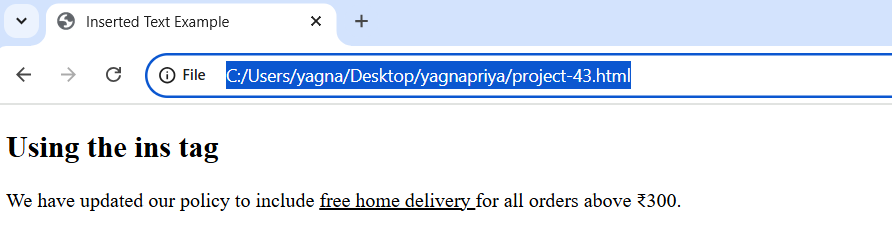 Inserted Text Example
File C:/Users/yagna/Desktop/yagnapriya/project-43.html
Using the ins tag
We have updated our policy to include free home delivery for all orders above ₹300.